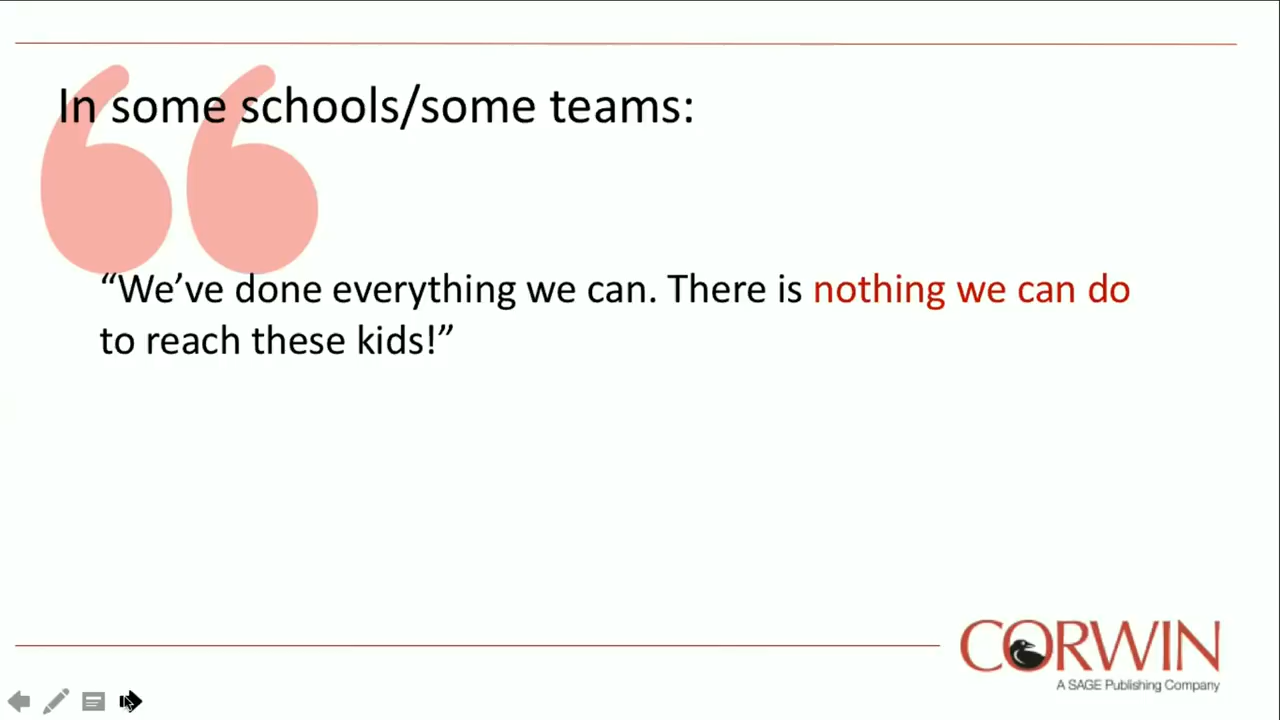 In some schools/some teams:
“We’ve done everything we can. There is nothing we can do
to reach these kids!”
CORWIN
A SAGE Publishing Company